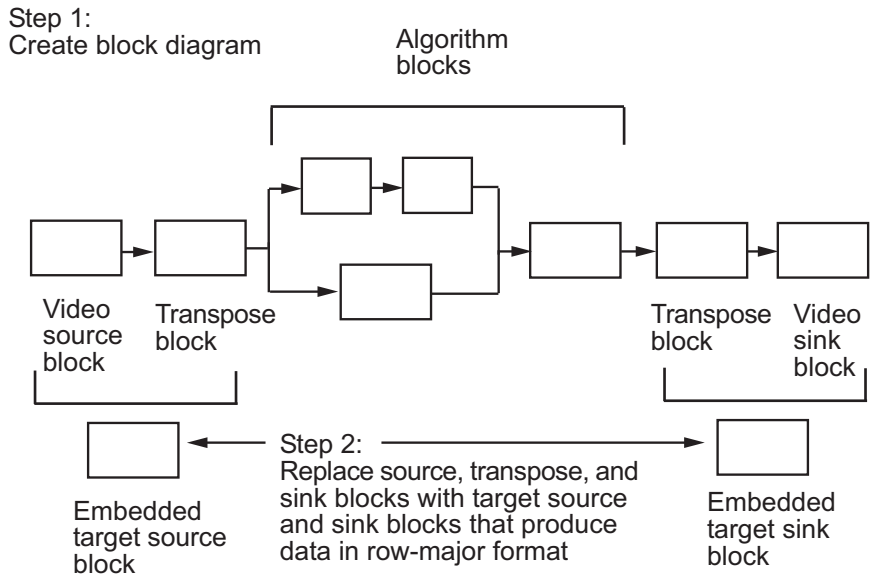 Step 1:
Create block diagram
Algorithm
blocks
Video
source
block
Transpose
block
Transpose
block
Video
sink
block
Step 2:
Replace source, transpose, and
sink blocks with target source
and sink blocks that produce
data in row-major format
Embedded
target source
block
Embedded
target sink
block